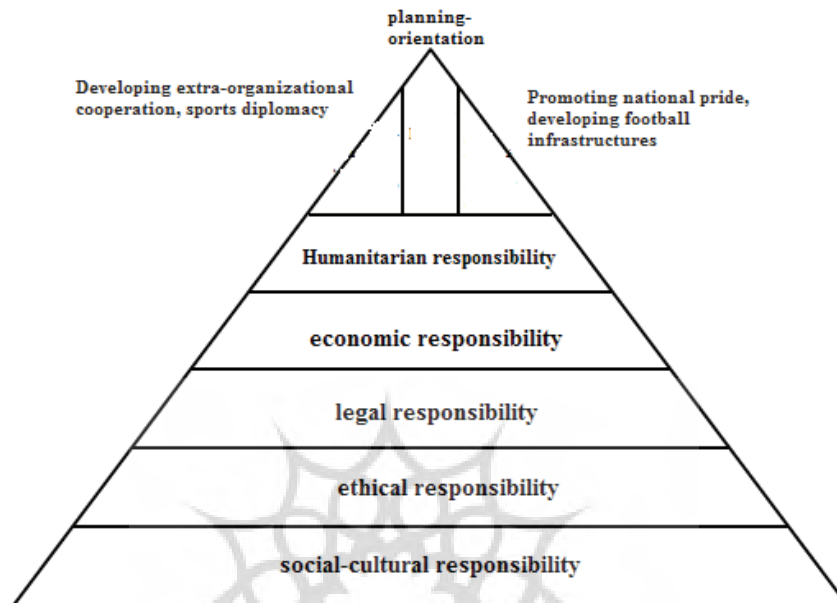 planning-
orientation
Developing extra-organizational
cooperation, sports diplomacy
Promoting national pride,
developing football
infrastructures
Humanitarian responsibility
economic responsibility
legal responsibility
ethical responsibility
social-cultural responsibility